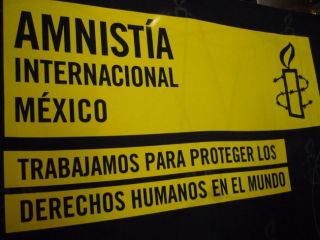 AMNISTÍA
INTERNACIONAL
MÉXICO
TRABAJAMOS PARA PROTEGER LOS
DERECHOS HUMANOS EN EL MUNDO